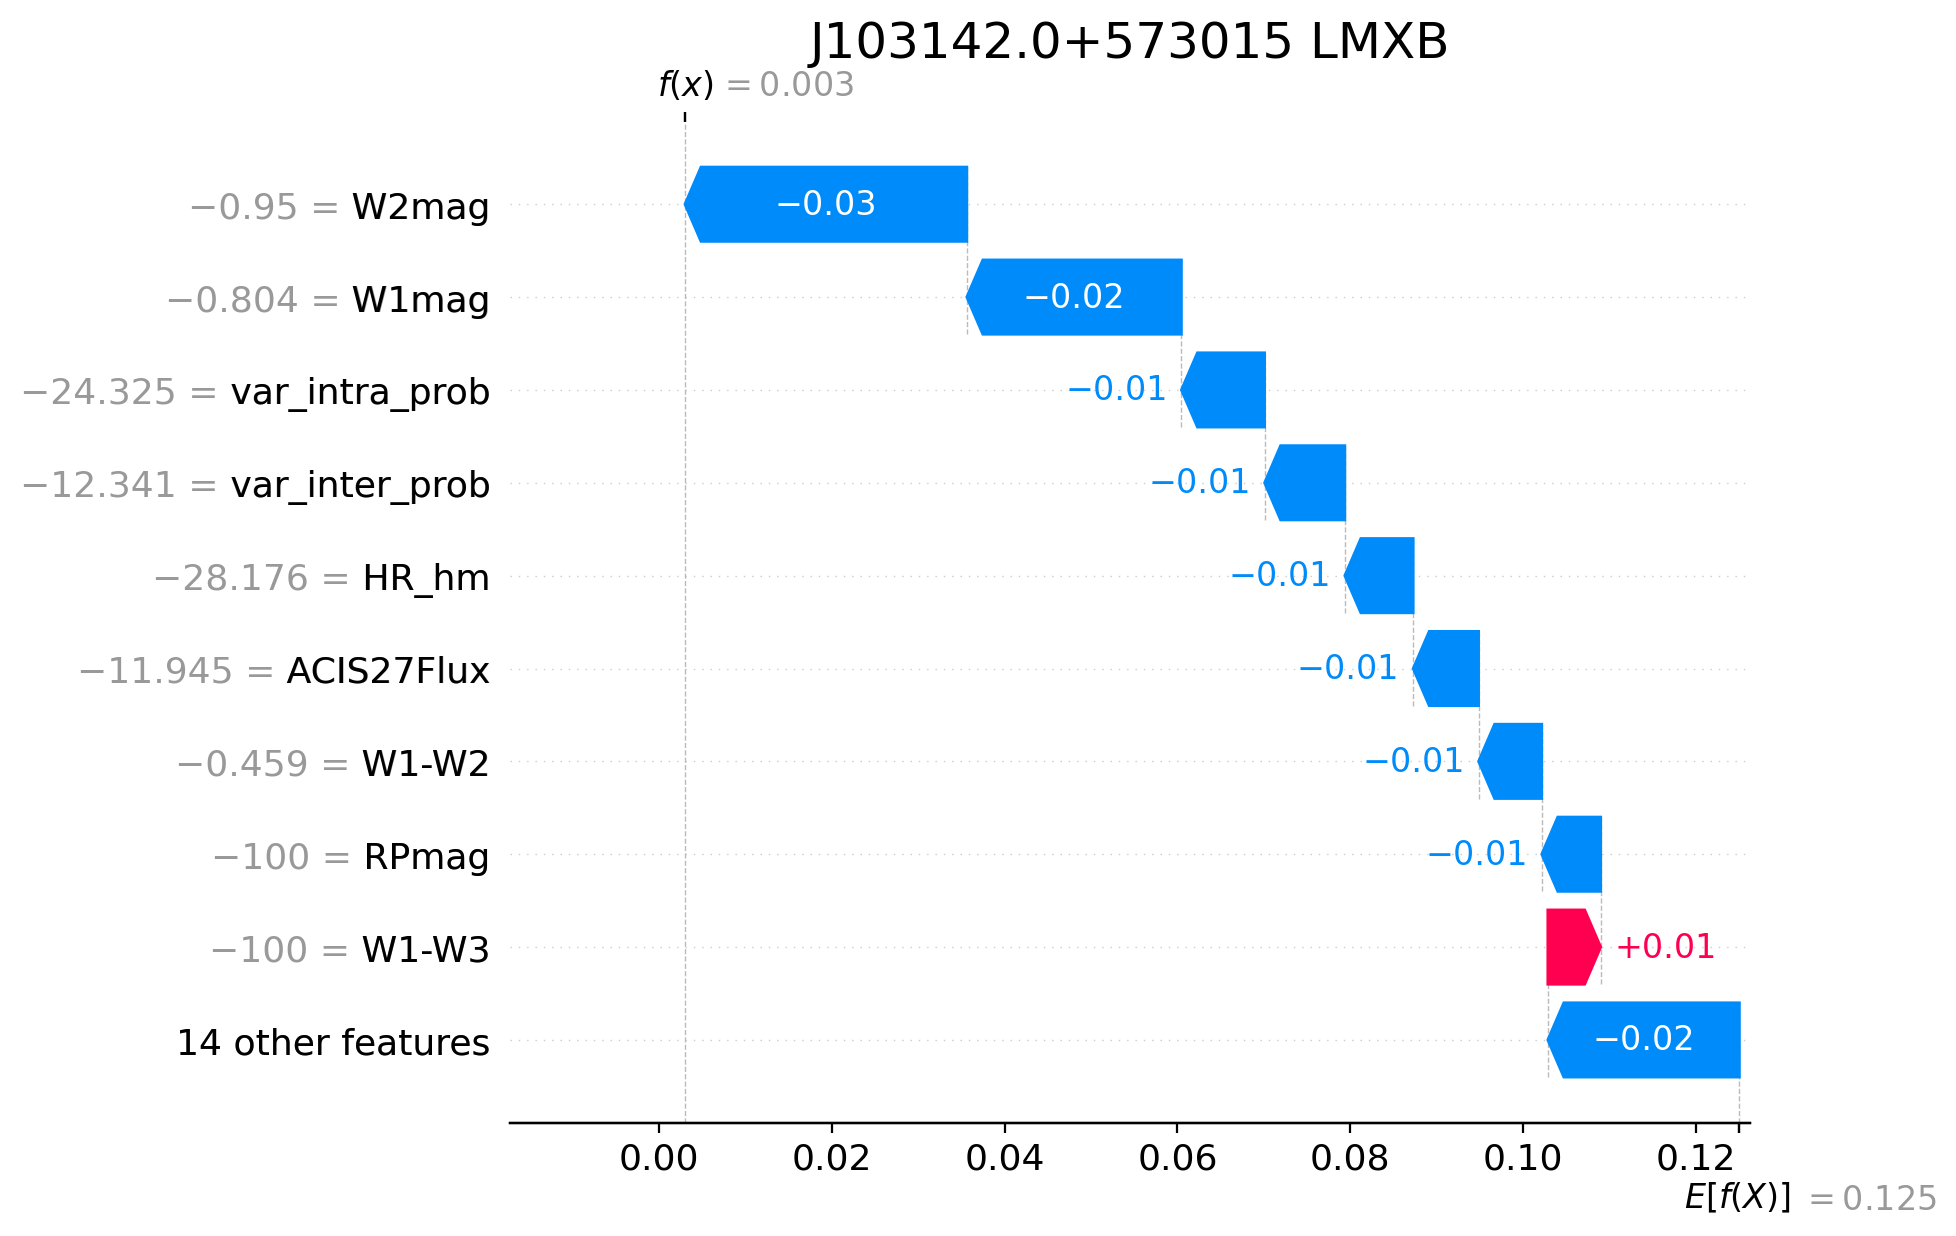 J103142.0+573015 LMXB
f(x) = 0.003
−0.95 = W2mag
−0.03
−0.804 = W1mag
−0.02
−24.325 = var_intra_prob
−0.01
−12.341 = var_inter_prob
−0.01
−28.176 = HR_hm
−0.01
−11.945 = ACIS27Flux
−0.01
−0.459 = W1-W2
−0.01
−100 = RPmag
−0.01
−100 = W1-W3
+0.01
14 other features
−0.02
0.00 0.02 0.04 0.06 0.08 0.10 0.12
E[f(X)] = 0.125